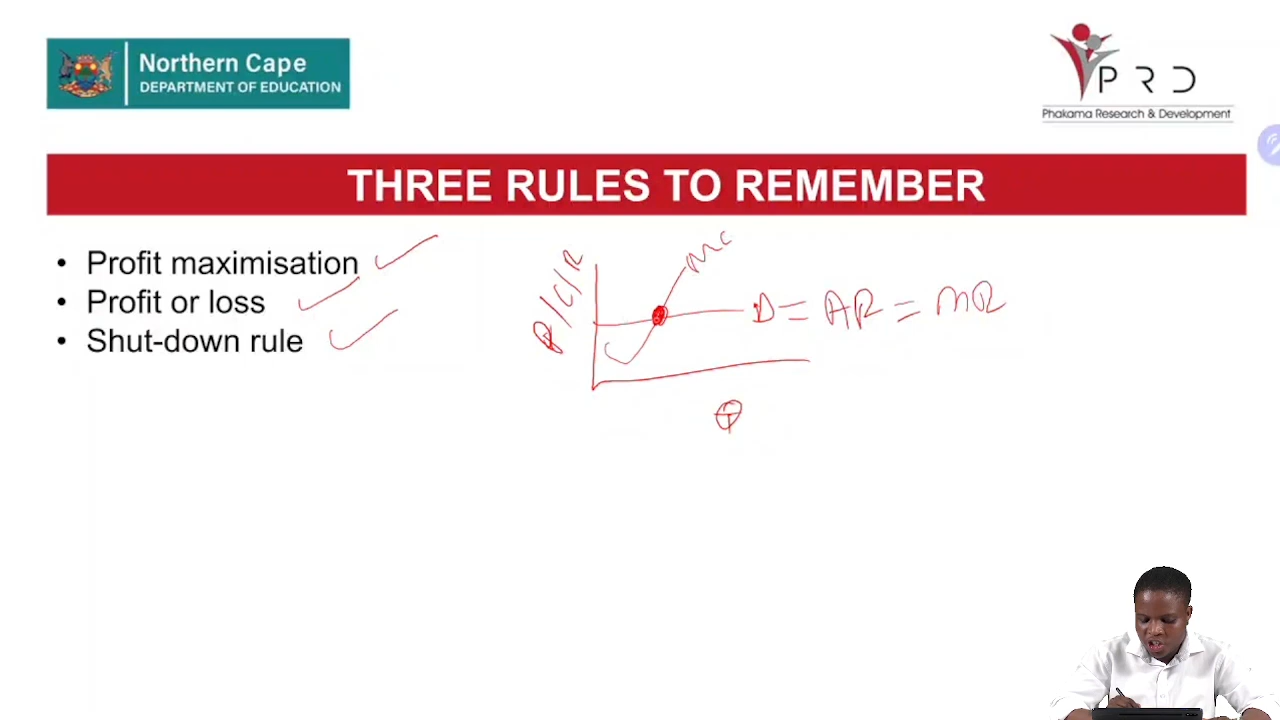 Northern Cape
DEPARTMENT OF EDUCATION
PRD
Phakama Research & Development
THREE RULES TO REMEMBER
• Profit maximisation
• Profit or loss
• Shut-down rule
P/C/R
MC
D = AR = MR
Q